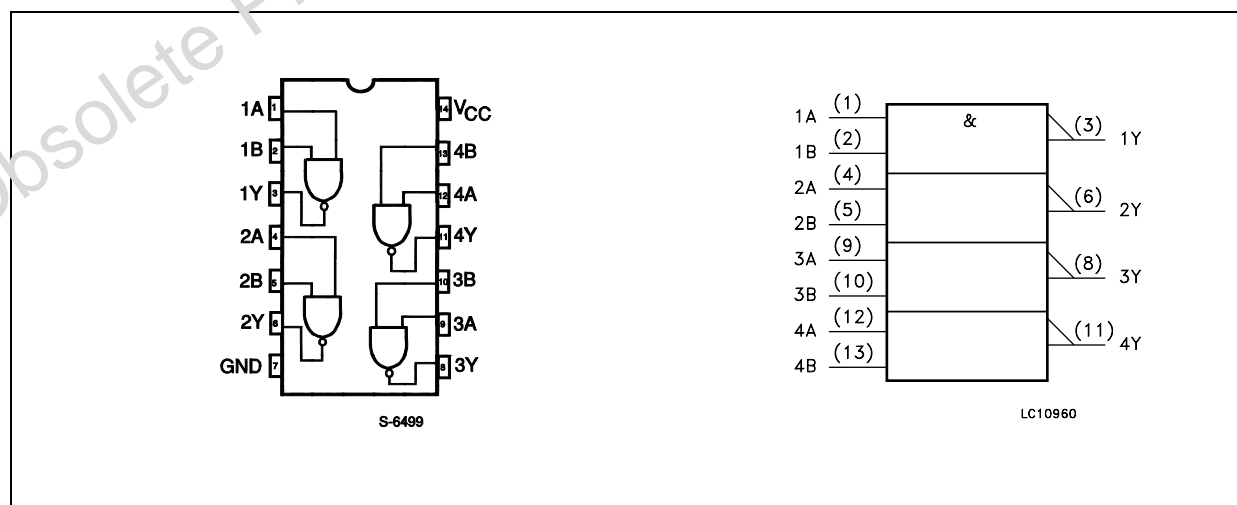 obsolete P
1A 1
1B 2
1Y 3
2A 4
2B 5
2Y 6
GND 7
14 VCC
13 4B
12 4A
11 4Y
10 3B
9 3A
8 3Y
S-6499
&
1A (1)
1B (2)
2A (4)
2B (5)
3A (9)
3B (10)
4A (12)
4B (13)
(3) 1Y
(6) 2Y
(8) 3Y
(11) 4Y
LC10960